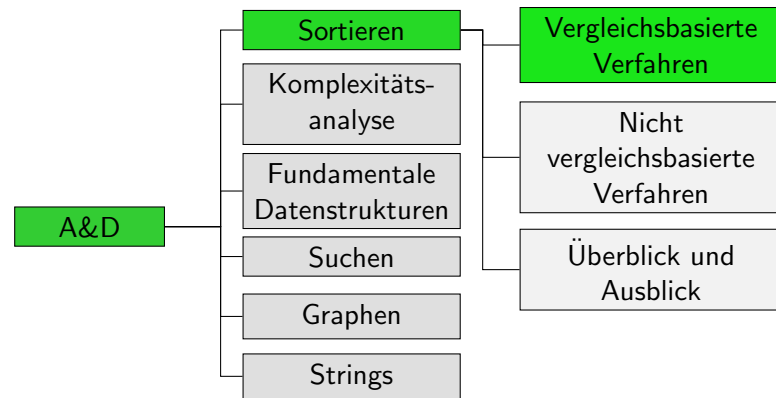 A&D
Sortieren
Komplexitäts-
analyse
Fundamentale
Datenstrukturen
Suchen
Graphen
Strings
Vergleichsbasierte
Verfahren
Nicht
vergleichsbasierte
Verfahren
Überblick und
Ausblick